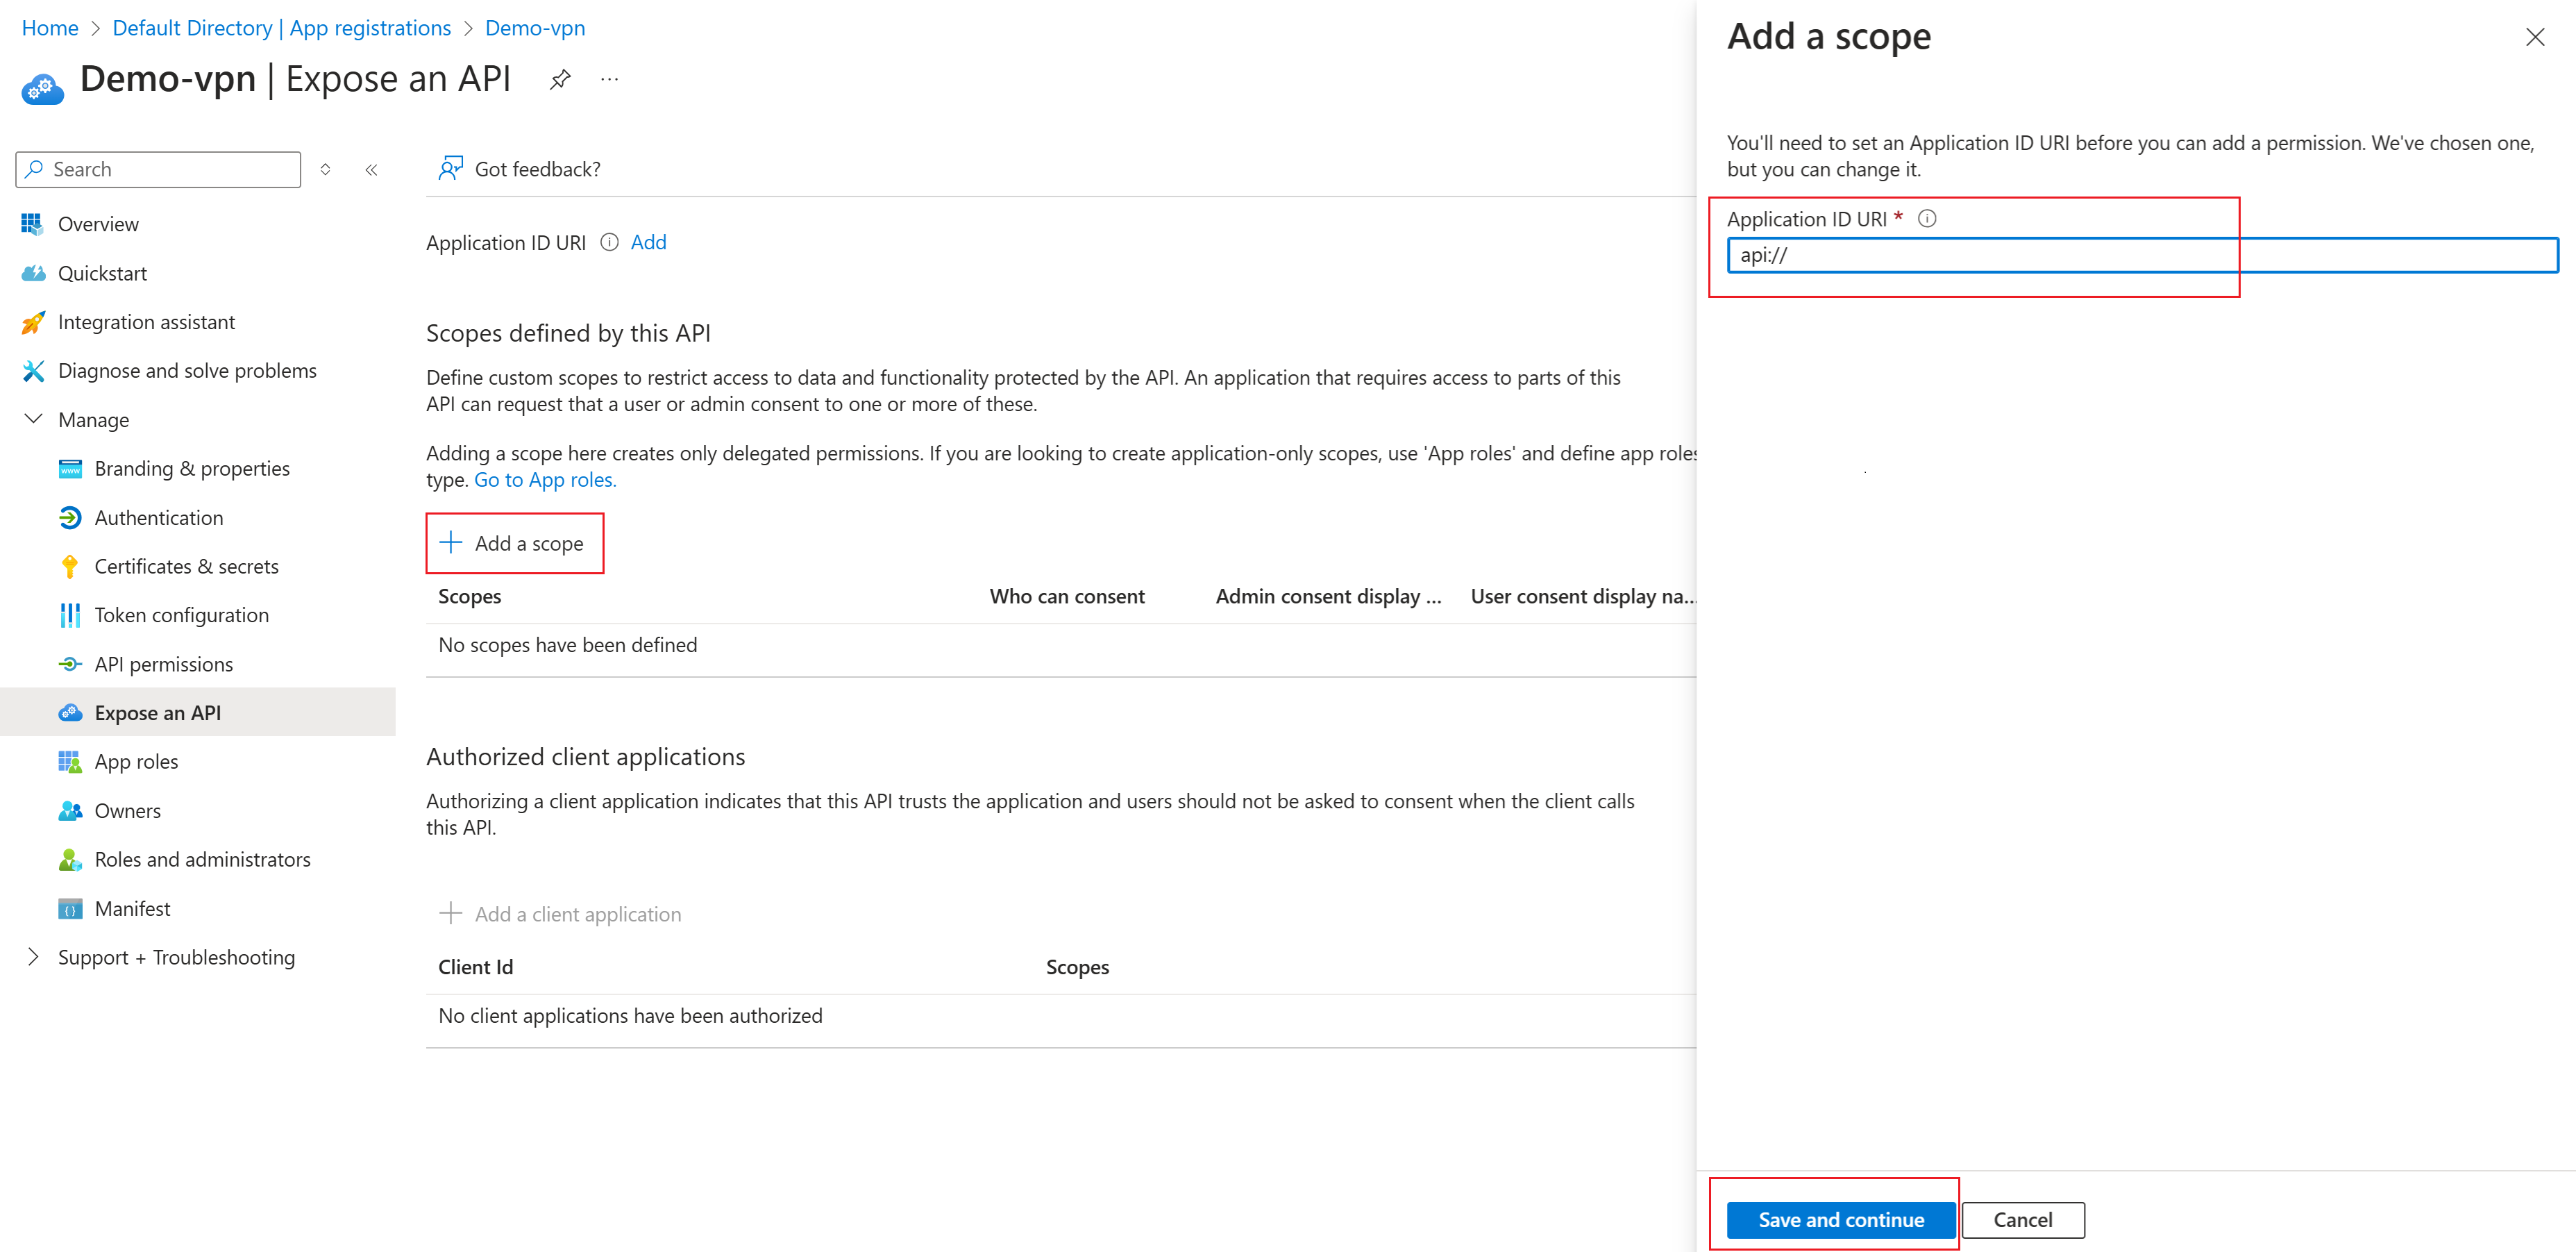 Home > Default Directory | App registrations > Demo-vpn
Demo-vpn | Expose an API
Search
Overview
Quickstart
Integration assistant
Diagnose and solve problems
Manage
Branding & properties
Authentication
Certificates & secrets
Token configuration
API permissions
Expose an API
App roles
Owners
Roles and administrators
Manifest
Support + Troubleshooting
Got feedback?
Application ID URI Add
Scopes defined by this API
Define custom scopes to restrict access to data and functionality protected by the API. An application that requires access to parts of this
API can request that a user or admin consent to one or more of these.
Adding a scope here creates only delegated permissions. If you are looking to create application-only scopes, use 'App roles' and define app roles
type. Go to App roles.
Add a scope
Scopes Who can consent Admin consent display ... User consent display na...
No scopes have been defined
Authorized client applications
Authorizing a client application indicates that this API trusts the application and users should not be asked to consent when the client calls
this API.
Add a client application
Client Id Scopes
No client applications have been authorized
Add a scope
You'll need to set an Application ID URI before you can add a permission. We've chosen one,
but you can change it.
Application ID URI *
api://
Save and continue Cancel